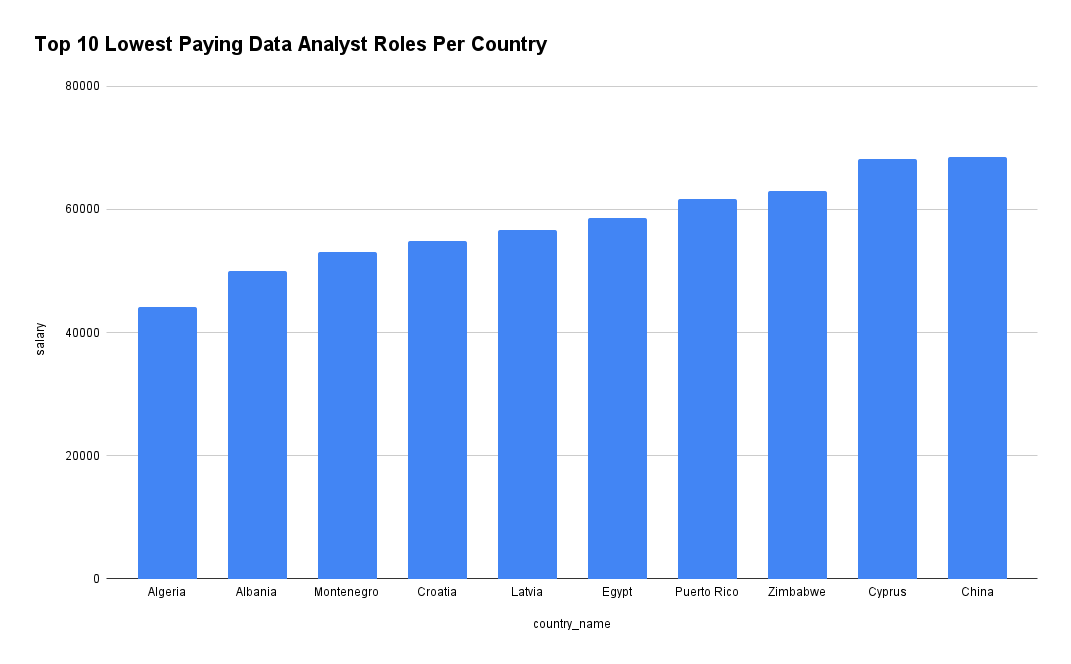 Top 10 Lowest Paying Data Analyst Roles Per Country
80000
60000
40000
20000
0
salary
Algeria Albania Montenegro Croatia Latvia Egypt Puerto Rico Zimbabwe Cyprus China
country_name